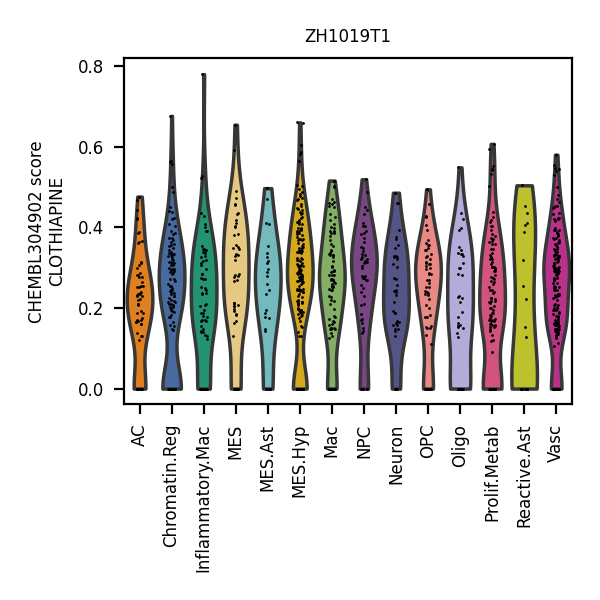 ZH1019T1
CHEMBL304902 score
CLOTHIAPINE
0.8
0.6
0.4
0.2
0.0
AC
Chromatin.Reg
Inflammatory.Mac
MES
MES.Ast
MES.Hyp
Mac
NPC
Neuron
OPC
Oligo
Prolif.Metab
Reactive.Ast
Vasc